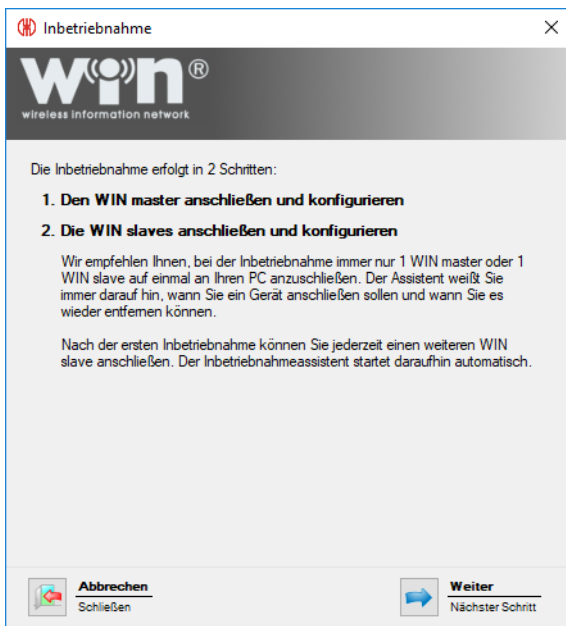 Inbetriebnahme
win®
wireless information network
Die Inbetriebnahme erfolgt in 2 Schritten:
1. Den WIN master anschließen und konfigurieren
2. Die WIN slaves anschließen und konfigurieren
Wir empfehlen Ihnen, bei der Inbetriebnahme immer nur 1 WIN master oder 1
WIN slave auf einmal an Ihren PC anzuschließen. Der Assistent weißt Sie
immer darauf hin, wann Sie ein Gerät anschließen sollen und wann Sie es
wieder entfernen können.
Nach der ersten Inbetriebnahme können Sie jederzeit einen weiteren WIN
slave anschließen. Der Inbetriebnahmeassistent startet daraufhin automatisch.
Abbrechen
Schließen
Weiter
Nächster Schritt